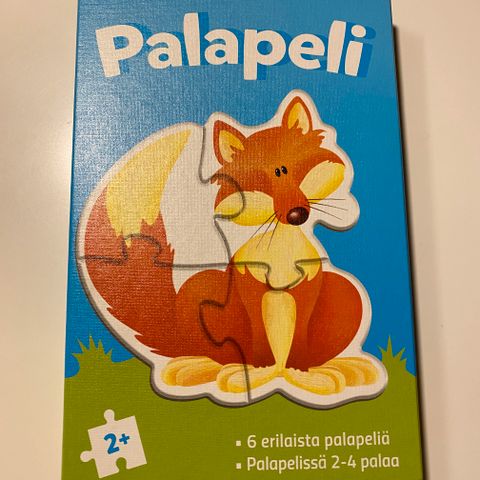 Palapeli
2+
▪ 6 erilaista palapeliä
▪ Palapelissä 2-4 palaa